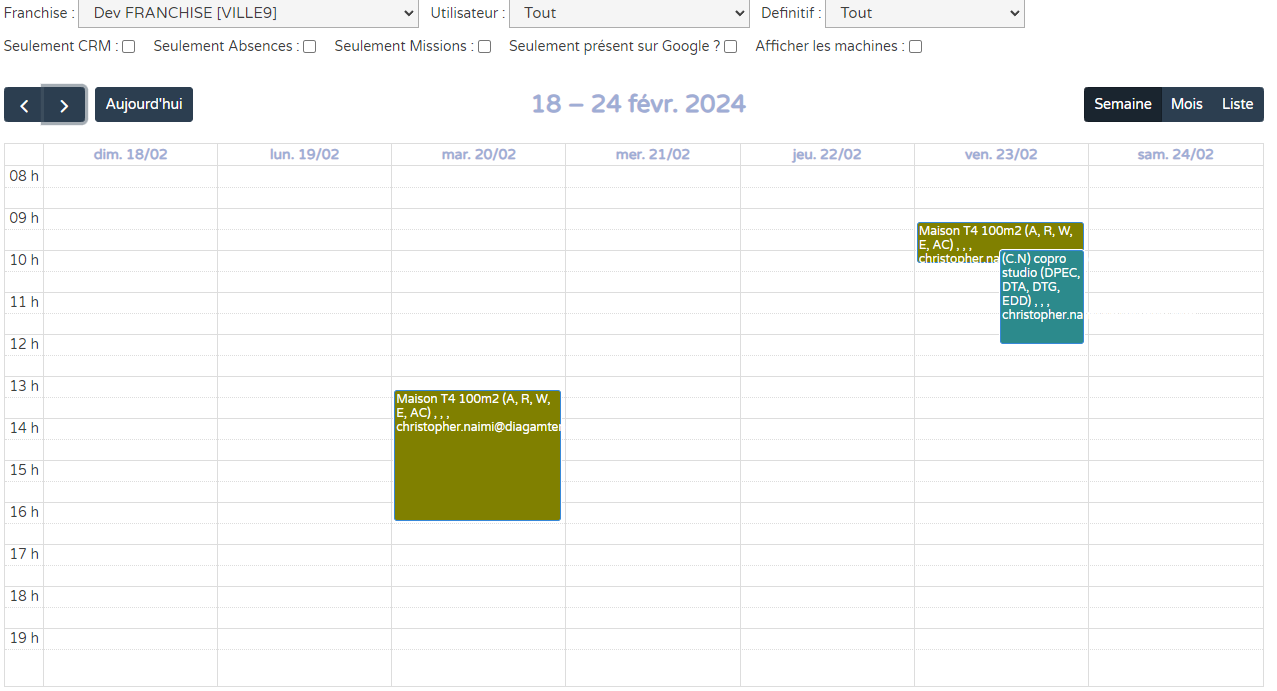 Franchise : Dev FRANCHISE [VILLE9] Utilisateur : Tout Definitif : Tout
Seulement CRM : Seulement Absences : Seulement Missions : Seulement présent sur Google ? Afficher les machines :
Aujourd'hui 18 – 24 févr. 2024 Semaine Mois Liste
dim. 18/02 lun. 19/02 mar. 20/02 mer. 21/02 jeu. 22/02 ven. 23/02 sam. 24/02
08 h
09 h
Maison T4 100m2 (A, R, W,
E, AC) , , ,
christopher.na
10 h
(C.N) copro
studio (DPEC,
DTA, DTG,
EDD) , , ,
christopher.na
11 h
12 h
13 h
Maison T4 100m2 (A, R, W,
E, AC) , , ,
christopher.naimi@diagamter
14 h
15 h
16 h
17 h
18 h
19 h